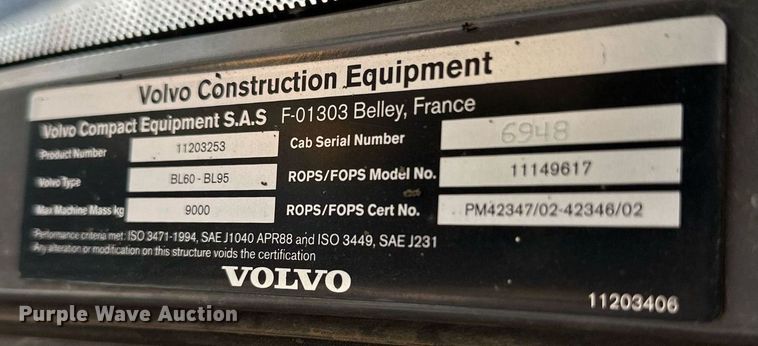 Volvo Construction Equipment
Volvo Compact Equipment S.A.S F-01303 Belley, France
Product Number 11203253 Cab Serial Number 6948
Volvo Type BL60 - BL95 ROPS/FOPS Model No. 11149617
Max Machine Mass kg 9000 ROPS/FOPS Cert No. PM42347/02-42346/02
Performance criteria met: ISO 3471-1994, SAE J1040 APR88 and ISO 3449, SAE J231
Any alteration or modification on this structure voids the certification
VOLVO
11203406
Purple Wave Auction